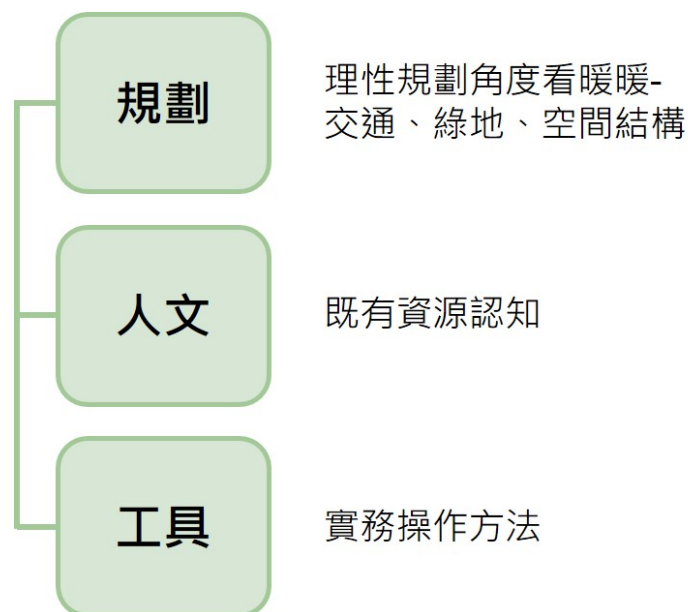 規劃
理性規劃角度看暖暖-
交通、綠地、空間結構
人文
既有資源認知
工具
實務操作方法